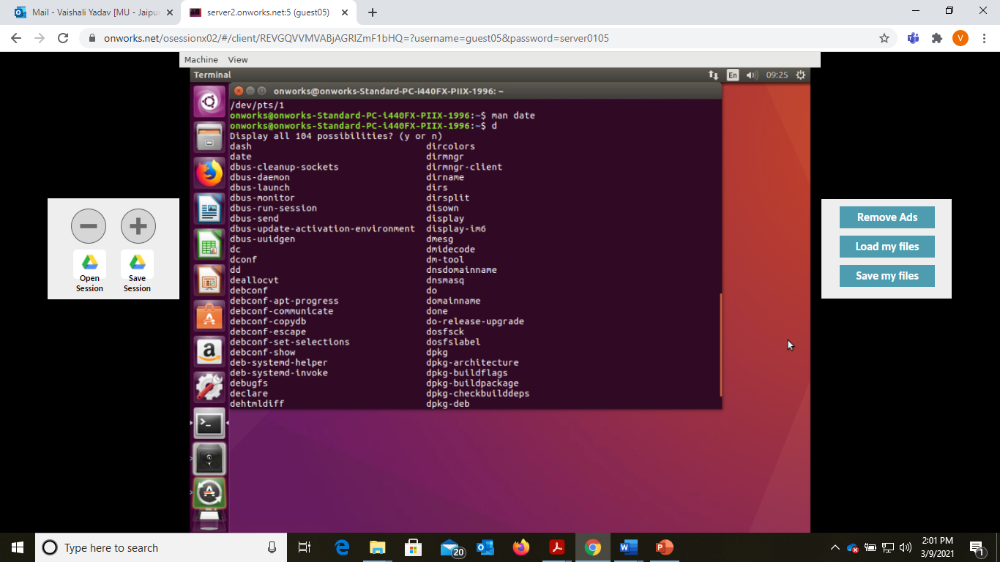 Mail - Vaishali Yadav [MU - Jaipu
server2.onworks.net:5 (guest05)
onworks.net/osessionx02/#/client/REVGQVVMVABjAGRlZmF1bHQ=?username=guest05&password=server0105
V
Machine View
Terminal
En
09:25
onworks@onworks-Standard-PC-i440FX-PIIX-1996: ~
/dev/pts/1
onworks@onworks-Standard-PC-i440FX-PIIX-1996:~$ man date
onworks@onworks-Standard-PC-i440FX-PIIX-1996:~$ d
Display all 104 possibilities? (y or n)
dash dircolors
date dirmngr
dbus-cleanup-sockets dirmngr-client
dbus-daemon dirname
dbus-launch dirs
dbus-monitor dirsplit
dbus-run-session disown
dbus-send display
dbus-update-activation-environment display-im6
dbus-uuidgen dmesg
dc dmidecode
dconf dm-tool
dd dnsdomainname
deallocvt dnsmasq
debconf do
debconf-apt-progress domainname
debconf-communicate done
debconf-copydb do-release-upgrade
debconf-escape dosfsck
debconf-set-selections dosfslabel
debconf-show dpkg
deb-systemd-helper dpkg-architecture
deb-systemd-invoke dpkg-buildflags
debugfs dpkg-buildpackage
declare dpkg-checkbuilddeps
dehtmldiff dpkg-deb
Open
Session
Save
Session
Remove Ads
Load my files
Save my files
Type here to search
20
2:01 PM
3/9/2021
1